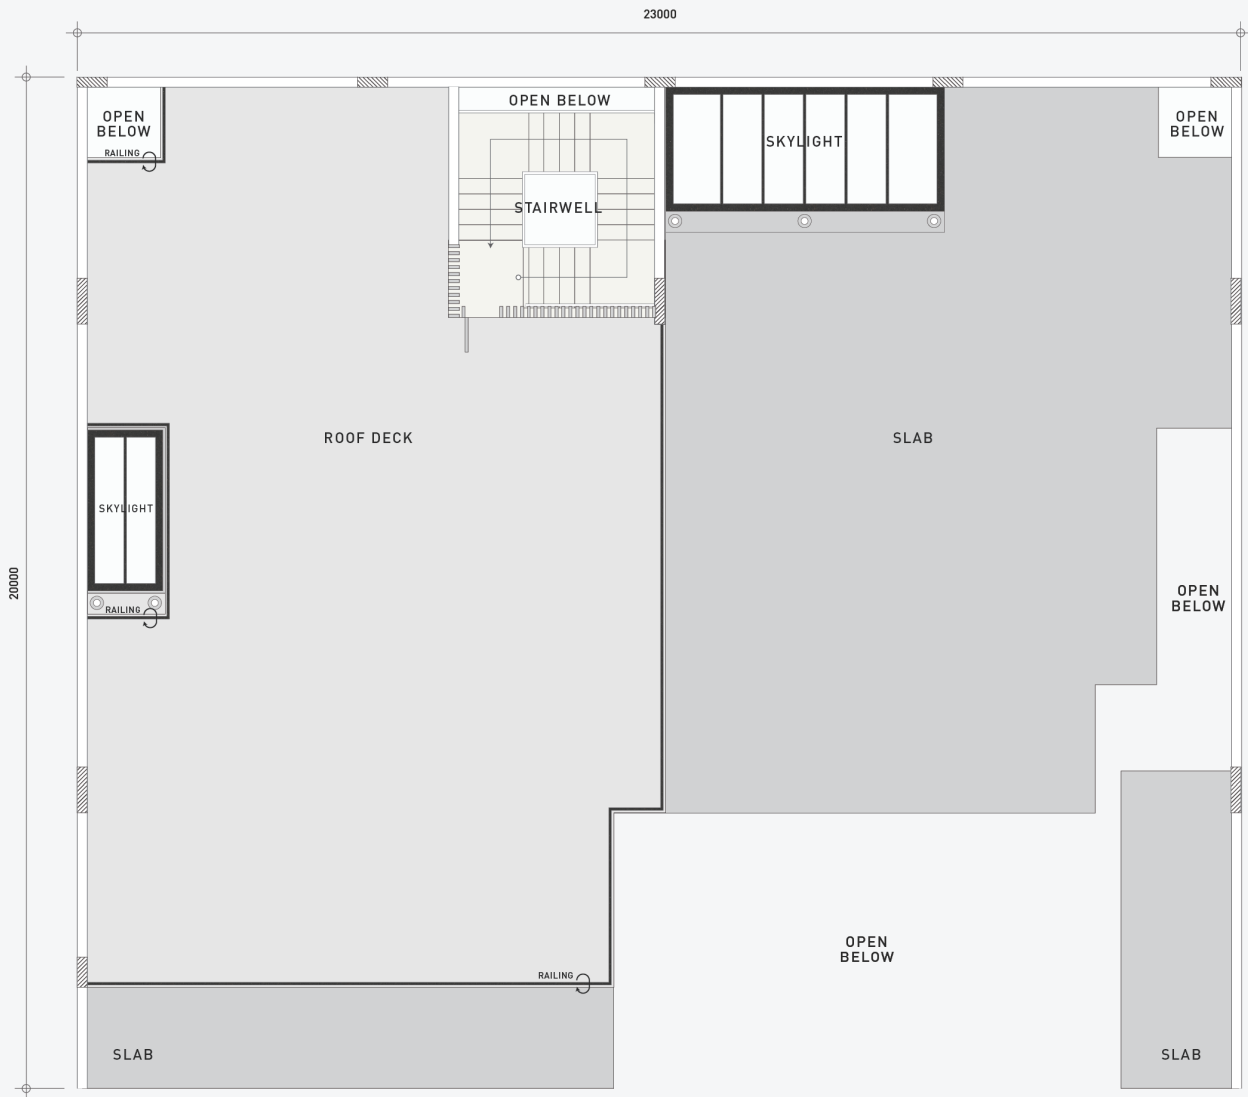 23000
OPEN BELOW
OPEN
BELOW
OPEN
BELOW
SKYLIGHT
RAILING
STAIRWELL
ROOF DECK
SLAB
SKYLIGHT
20000
OPEN
BELOW
RAILING
OPEN
BELOW
RAILING
SLAB
SLAB